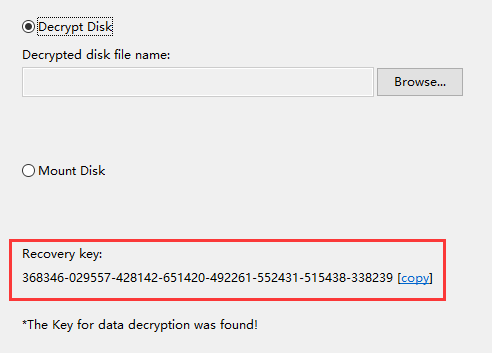 Decrypt Disk
Decrypted disk file name:
Browse...
Mount Disk
Recovery key:
368346-029557-428142-651420-492261-552431-515438-338239 [copy]
*The Key for data decryption was found!